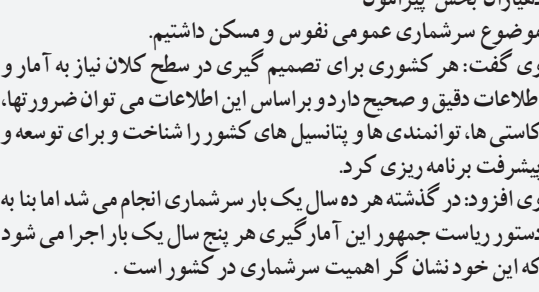 دهیاران بخش پیرامون
موضوع سرشماری عمومی نفوس و مسکن داشتیم.
وی گفت: هر کشوری برای تصمیم گیری در سطح کلان نیاز به آمار و
اطلاعات دقیق و صحیح دارد و براساس این اطلاعات می توان ضرورتها،
کاستی ها، توانمندی ها و پتانسیل های کشور را شناخت و برای توسعه و
پیشرفت برنامه ریزی کرد.
وی افزود: در گذشته هر ده سال یک بار سرشماری انجام می شد اما بنا به
دستور ریاست جمهور این آمارگیری هر پنج سال یک بار اجرا می شود
که این خود نشان گر اهمیت سرشماری در کشور است .